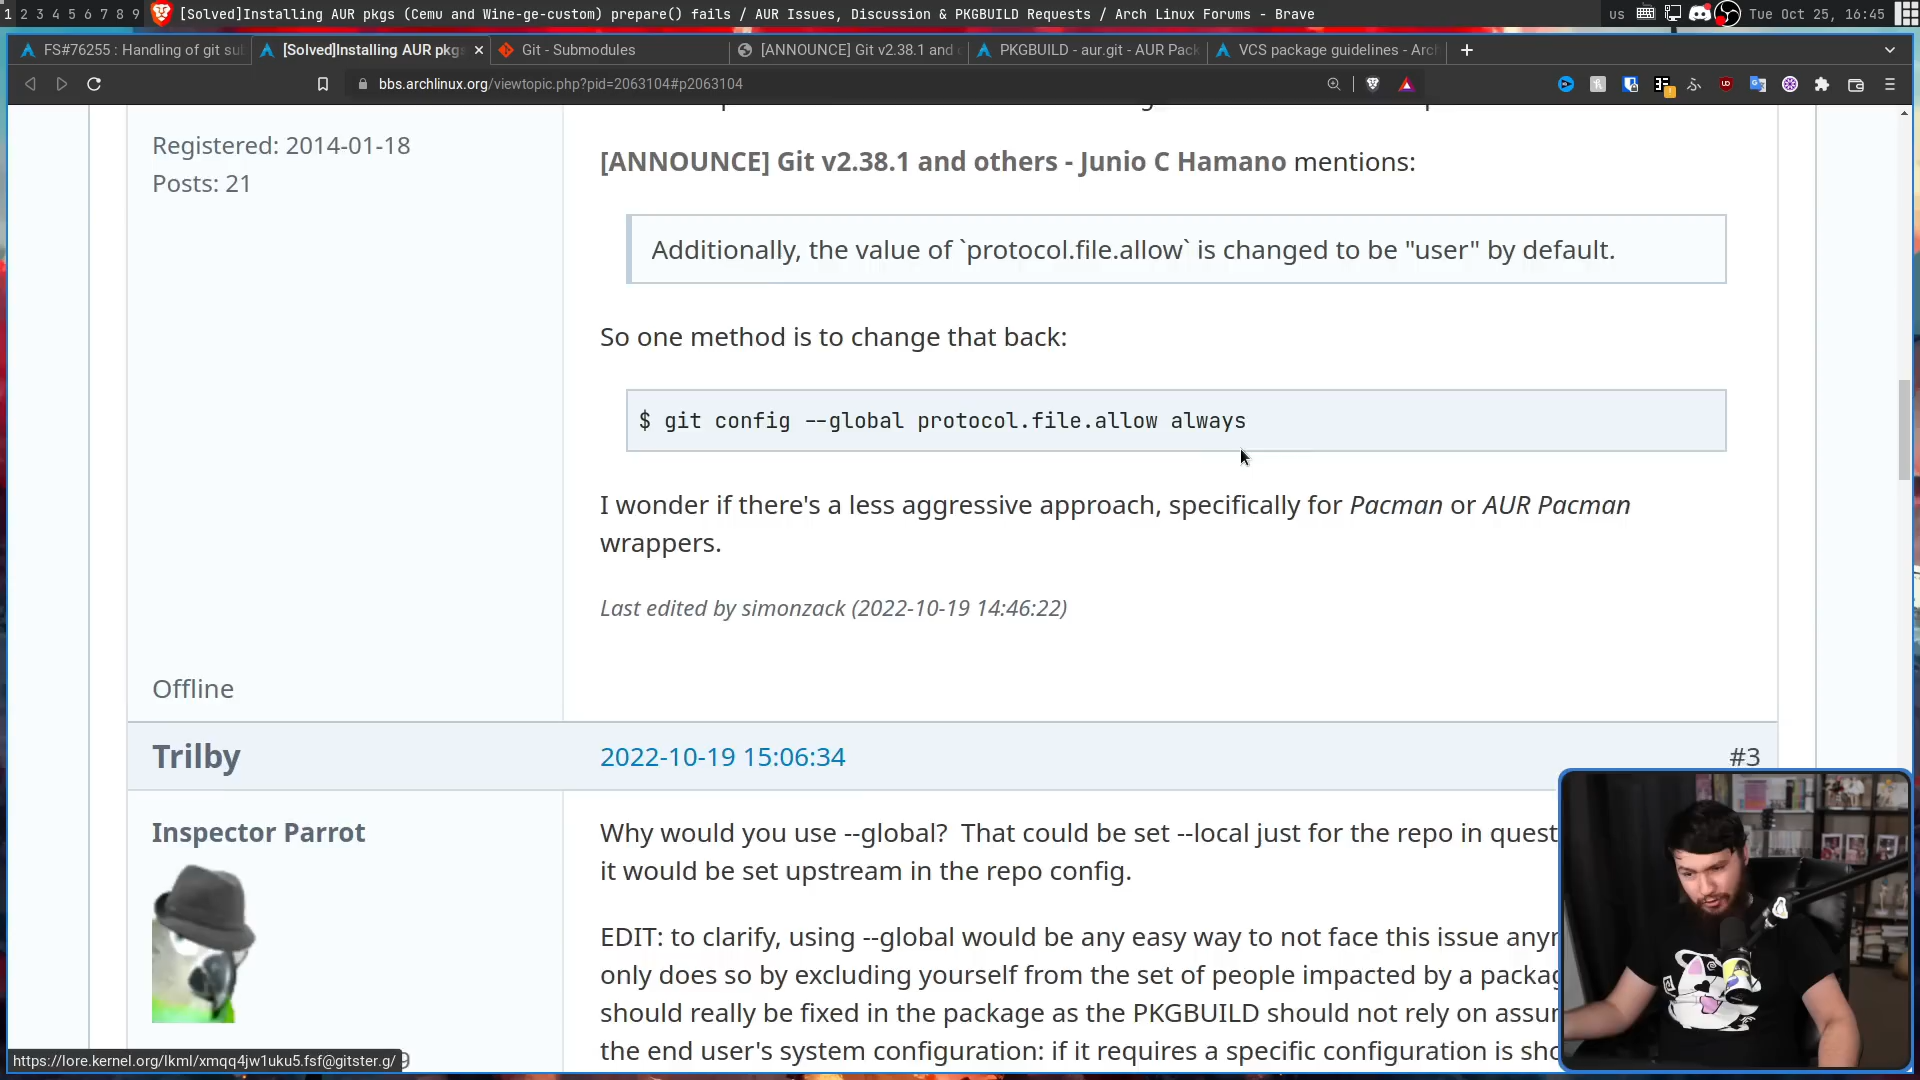 1 2 3 4 5 6 7 8 9 [Solved]Installing AUR pkgs (Cemu and Wine-ge-custom) prepare() fails / AUR Issues, Discussion & PKGBUILD Requests / Arch Linux Forums - Brave us Tue Oct 25, 16:45
FS#76255 : Handling of git sub [Solved]Installing AUR pkgs Git - Submodules [ANNOUNCE] Git v2.38.1 and PKGBUILD - aur.git - AUR Pack VCS package guidelines - Arch
bbs.archlinux.org/viewtopic.php?pid=2063104#p2063104
Registered: 2014-01-18
Posts: 21
[ANNOUNCE] Git v2.38.1 and others - Junio C Hamano mentions:
Additionally, the value of `protocol.file.allow` is changed to be "user" by default.
So one method is to change that back:
$ git config --global protocol.file.allow always
I wonder if there's a less aggressive approach, specifically for Pacman or AUR Pacman
wrappers.
Last edited by simonzack (2022-10-19 14:46:22)
Offline
Trilby 2022-10-19 15:06:34 #3
Inspector Parrot
Why would you use --global? That could be set --local just for the repo in quest
it would be set upstream in the repo config.
EDIT: to clarify, using --global would be any easy way to not face this issue anym
only does so by excluding yourself from the set of people impacted by a packag
should really be fixed in the package as the PKGBUILD should not rely on assum
the end user's system configuration: if it requires a specific configuration is sho
https://lore.kernel.org/lkml/xmqq4jw1uku5.fsf@gitster.g/